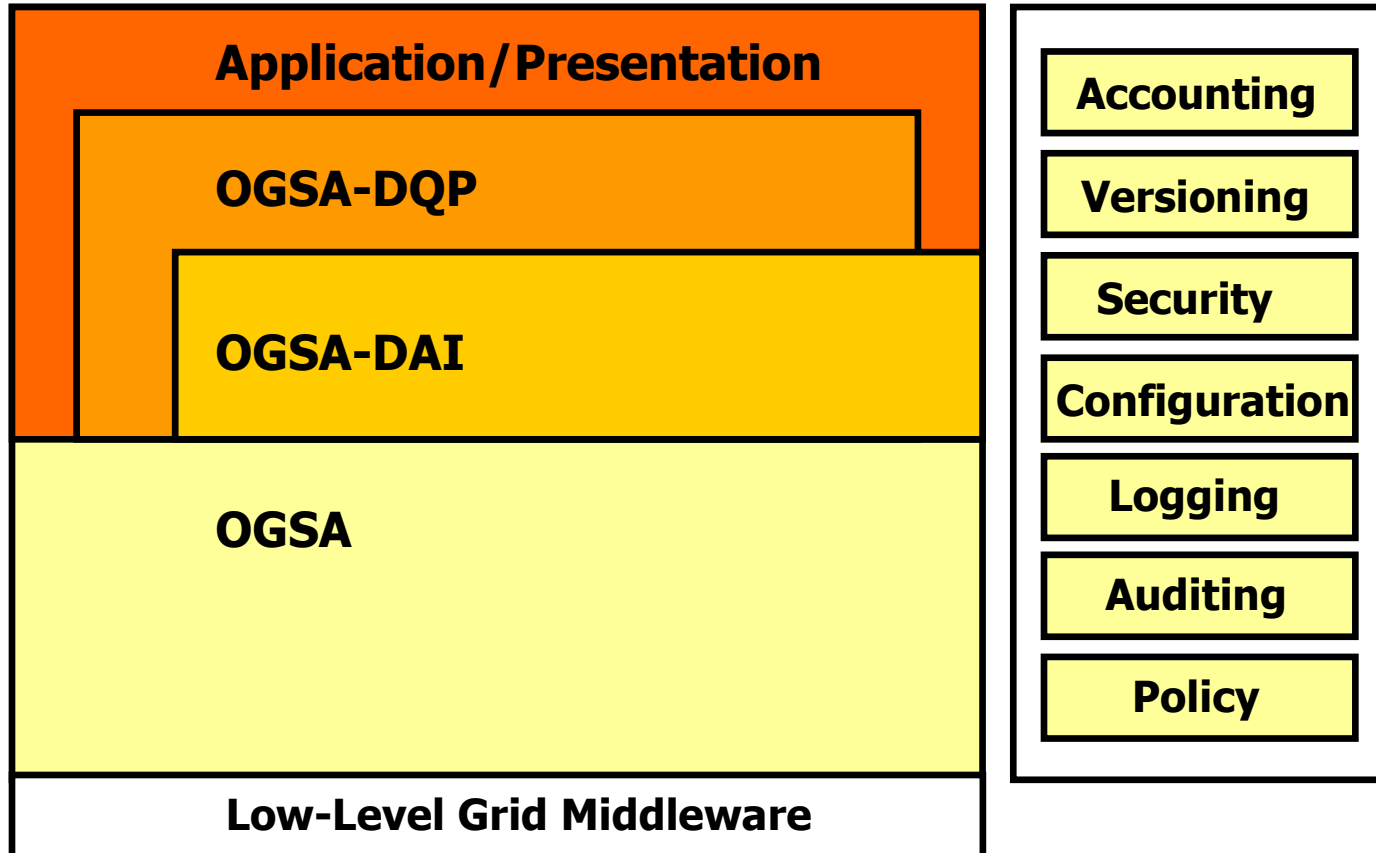 Application/Presentation
OGSA-DQP
OGSA-DAI
OGSA
Low-Level Grid Middleware
Accounting
Versioning
Security
Configuration
Logging
Auditing
Policy